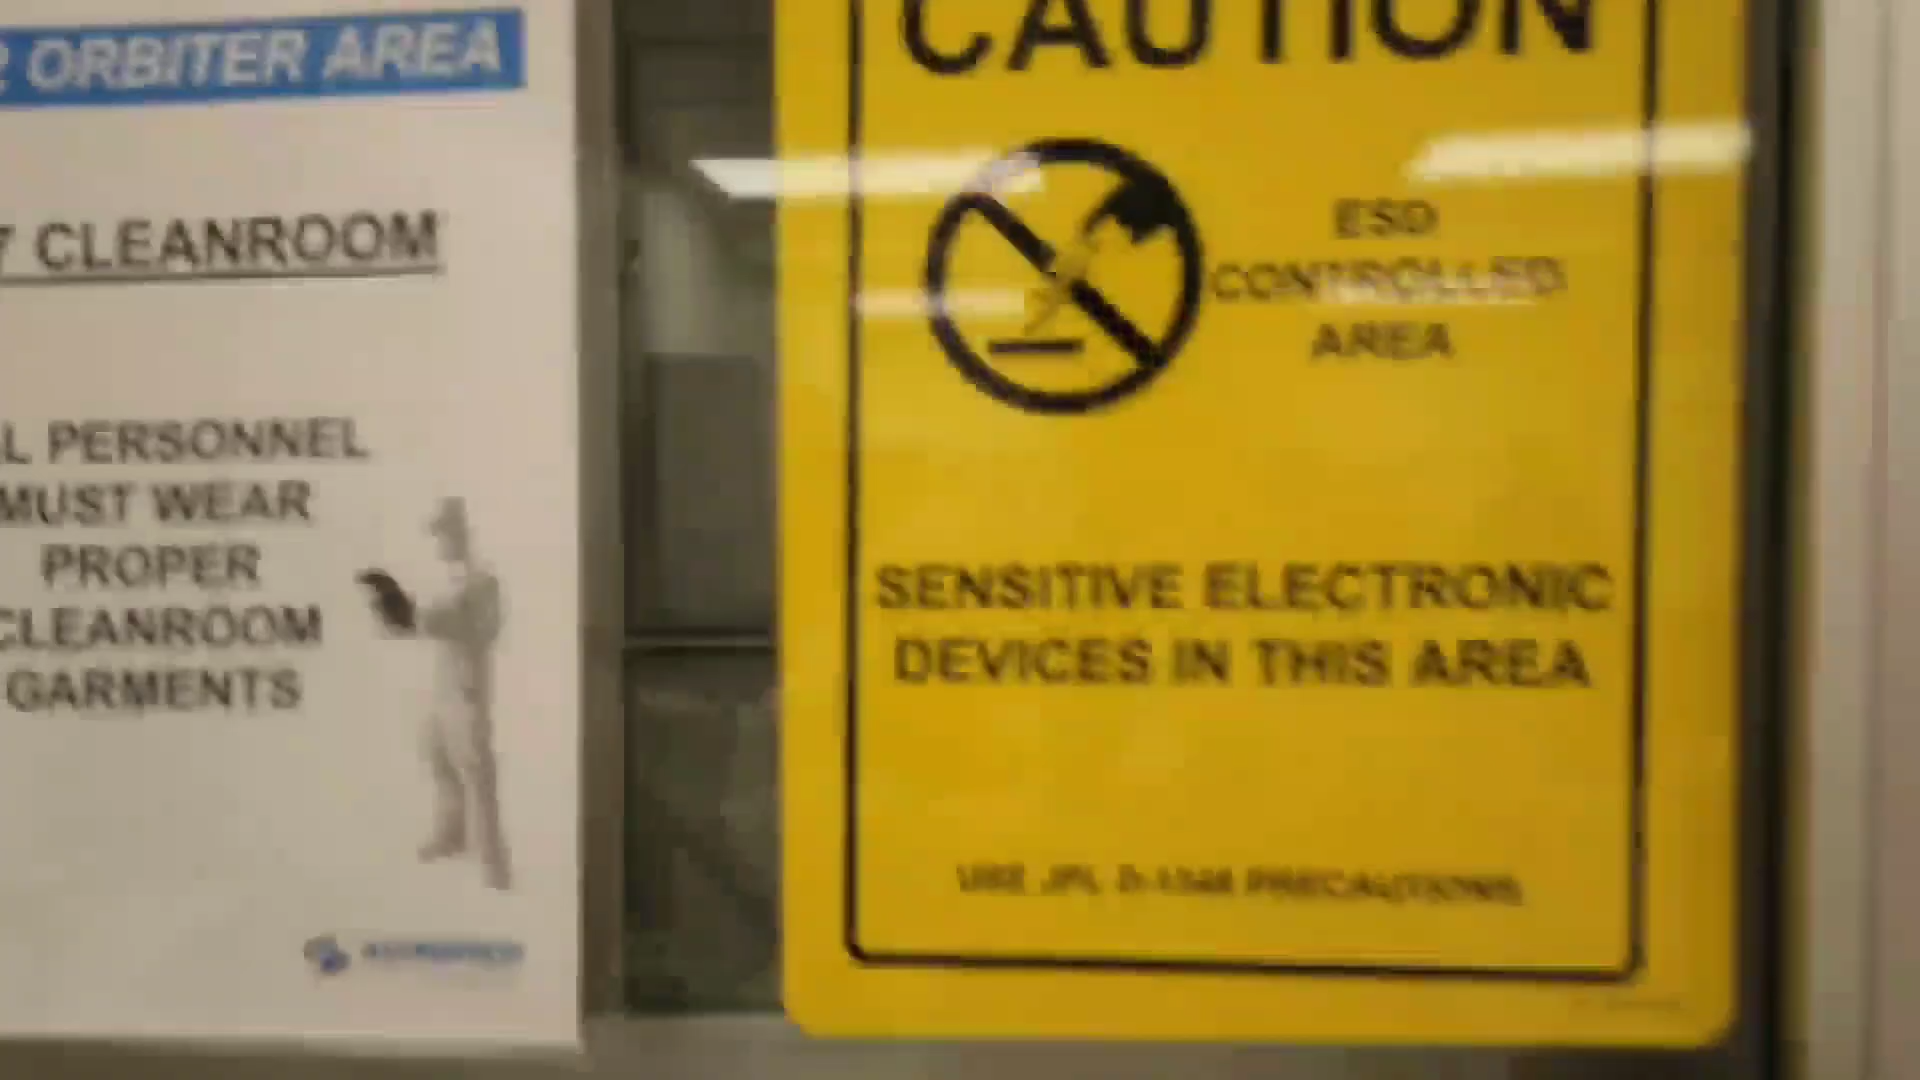 ORBITER AREA
7 CLEANROOM
L PERSONNEL
MUST WEAR
PROPER
CLEANROOM
GARMENTS
CAUTION
ESD
CONTROLLED
AREA
SENSITIVE ELECTRONIC
DEVICES IN THIS AREA
USE JPL PRECAUTIONS